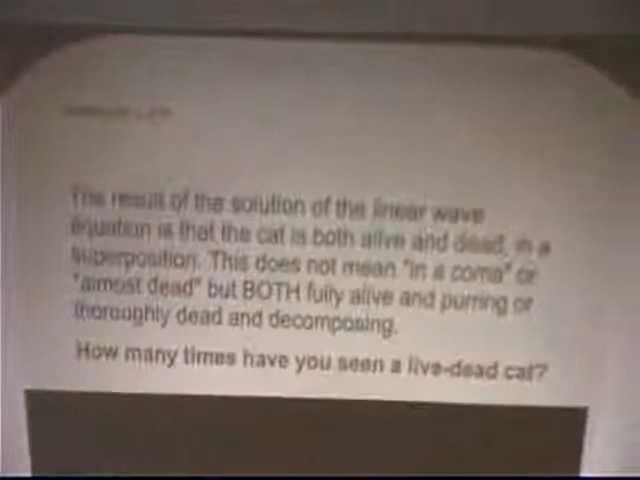 The result of the solution of the linear wave
equation is that the cat is both alive and dead, in a
superposition. This does not mean "in a coma" or
"almost dead" but BOTH fully alive and purring or
thoroughly dead and decomposing.
How many times have you seen a live-dead cat?